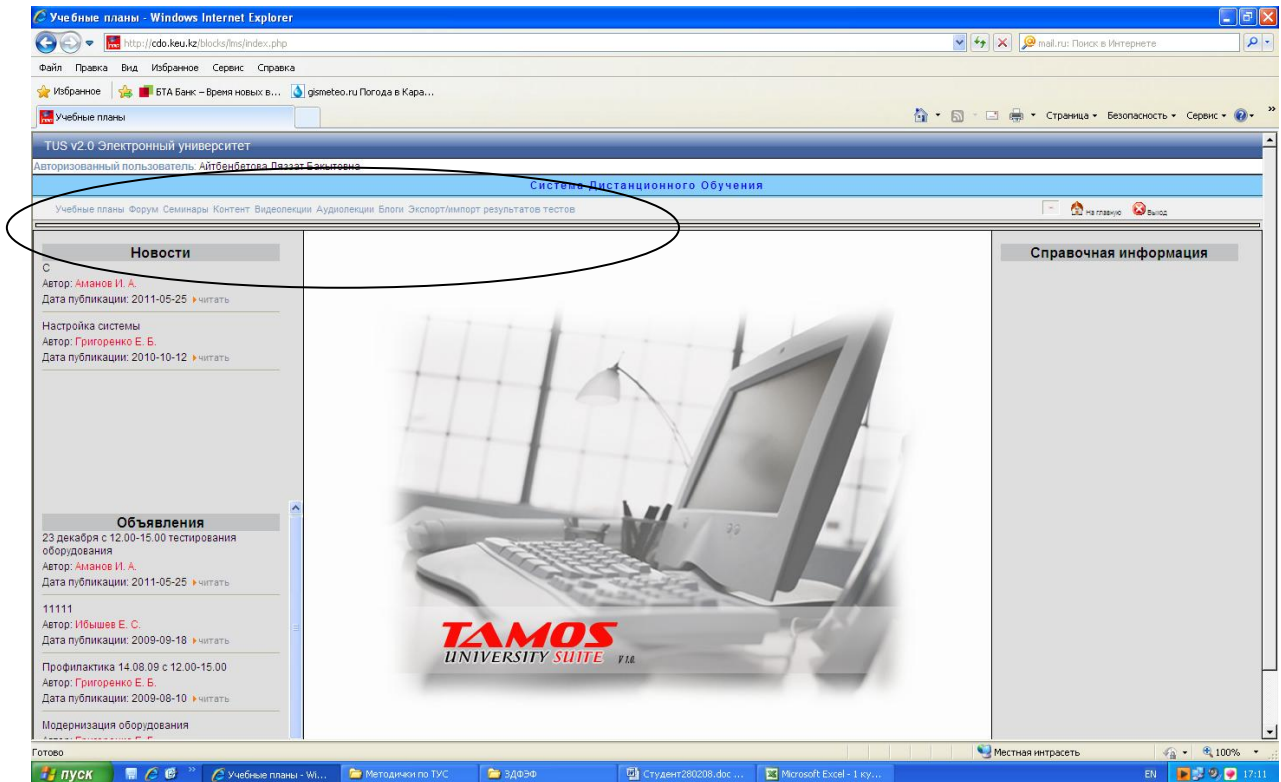 Учебные планы - Windows Internet Explorer
http://cdo.keu.kz/blocks/lms/index.php
mail.ru: Поиск в Интернете
Файл Правка Вид Избранное Сервис Справка
Избранное БТА Банк – Время новых в... gismeteo.ru Погода в Кара...
Учебные планы
Страница Безопасность Сервис
TUS v2.0 Электронный университет
Авторизованный пользователь: Айтбенбетова Ляззат Бакытовна
Система Дистанционного Обучения
Учебные планы Форум Семинары Контент Видеолекции Аудиолекции Блоги Экспорт/импорт результатов тестов
На главную Выход
Новости
С
Автор: Аманов И. А.
Дата публикации: 2011-05-25 читать
Настройка системы
Автор: Григоренко Е. Б.
Дата публикации: 2010-10-12 читать
Объявления
23 декабря с 12.00-15.00 тестирования
оборудования
Автор: Аманов И. А.
Дата публикации: 2011-05-25 читать
11111
Автор: Ибышев Е. С.
Дата публикации: 2009-09-18 читать
Профилактика 14.08.09 с 12.00-15.00
Автор: Григоренко Е. Б.
Дата публикации: 2009-08-10 читать
Модернизация оборудования
TAMOS
UNIVERSITY SUITE V 1.0.
Справочная информация
Готово
Местная интрасеть
100%
пуск
Учебные планы - Wi...
Методички по ТУС
ЗДФЭФ
Студент280208.doc ...
Microsoft Excel - 1 ку...
EN
17:11